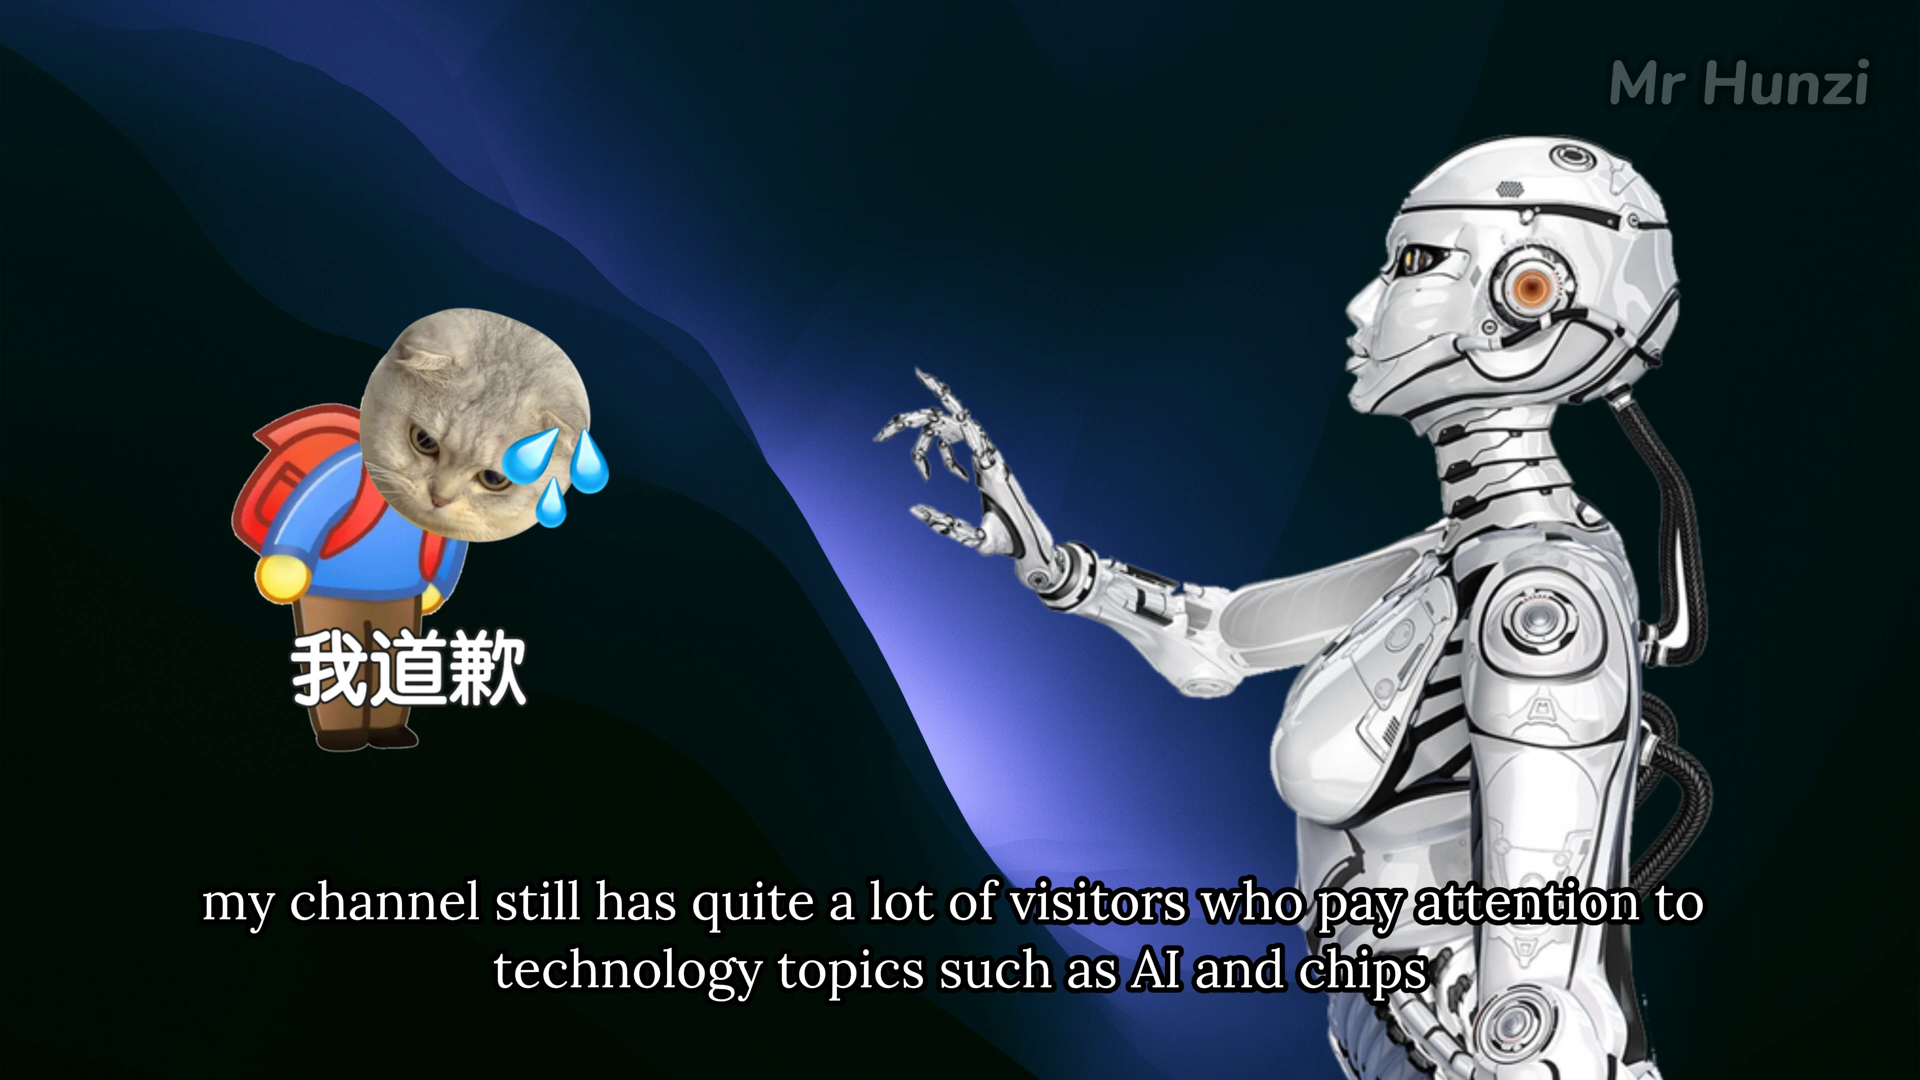 Mr Hunzi
我道歉
my channel still has quite a lot of visitors who pay attention to
technology topics such as AI and chips